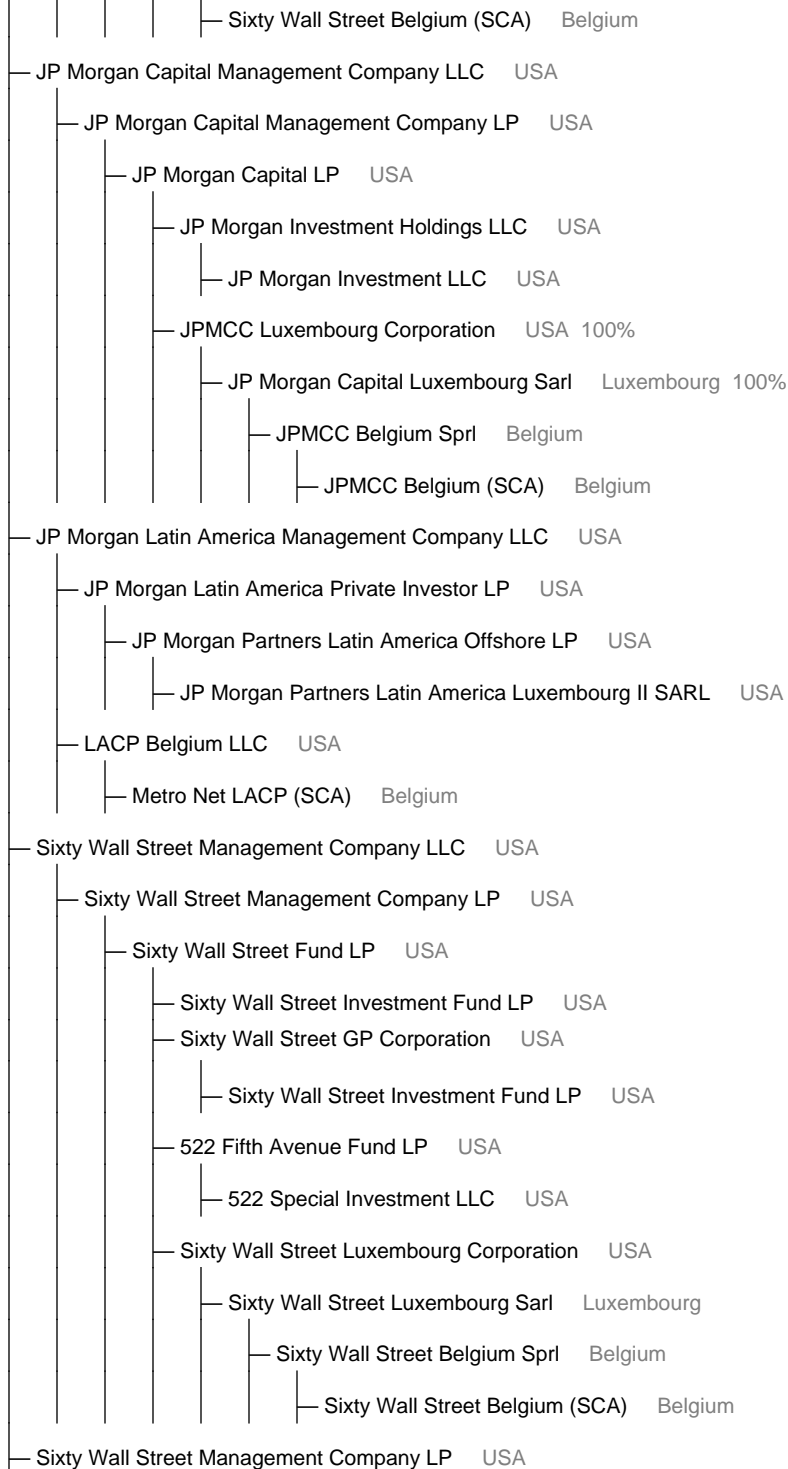 Sixty Wall Street Belgium (SCA) Belgium
JP Morgan Capital Management Company LLC USA
JP Morgan Capital Management Company LP USA
JP Morgan Capital LP USA
JP Morgan Investment Holdings LLC USA
JP Morgan Investment LLC USA
JPMCC Luxembourg Corporation USA 100%
JP Morgan Capital Luxembourg Sarl Luxembourg 100%
JPMCC Belgium Sprl Belgium
JPMCC Belgium (SCA) Belgium
JP Morgan Latin America Management Company LLC USA
JP Morgan Latin America Private Investor LP USA
JP Morgan Partners Latin America Offshore LP USA
JP Morgan Partners Latin America Luxembourg II SARL USA
LACP Belgium LLC USA
Metro Net LACP (SCA) Belgium
Sixty Wall Street Management Company LLC USA
Sixty Wall Street Management Company LP USA
Sixty Wall Street Fund LP USA
Sixty Wall Street Investment Fund LP USA
Sixty Wall Street GP Corporation USA
Sixty Wall Street Investment Fund LP USA
522 Fifth Avenue Fund LP USA
522 Special Investment LLC USA
Sixty Wall Street Luxembourg Corporation USA
Sixty Wall Street Luxembourg Sarl Luxembourg
Sixty Wall Street Belgium Sprl Belgium
Sixty Wall Street Belgium (SCA) Belgium
Sixty Wall Street Management Company LP USA